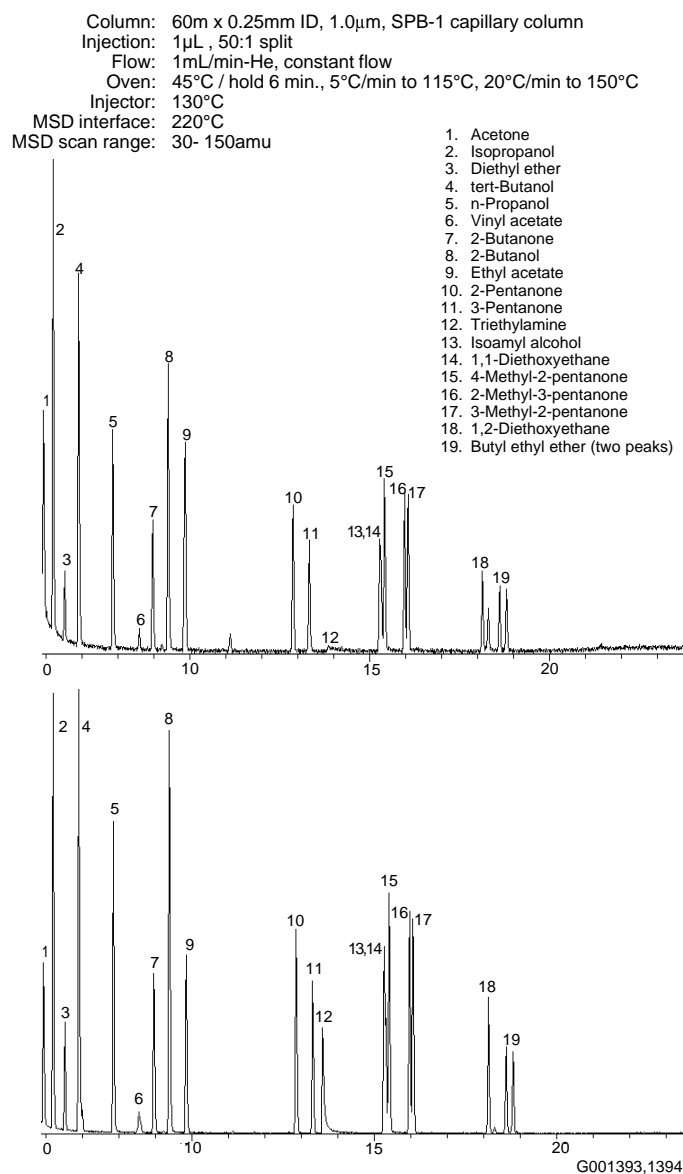 Column: 60m x 0.25mm ID, 1.0µm, SPB-1 capillary column
Injection: 1µL , 50:1 split
Flow: 1mL/min-He, constant flow
Oven: 45°C / hold 6 min., 5°C/min to 115°C, 20°C/min to 150°C
Injector: 130°C
MSD interface: 220°C
MSD scan range: 30- 150amu
1. Acetone
2. Isopropanol
3. Diethyl ether
4. tert-Butanol
5. n-Propanol
6. Vinyl acetate
7. 2-Butanone
8. 2-Butanol
9. Ethyl acetate
10. 2-Pentanone
11. 3-Pentanone
12. Triethylamine
13. Isoamyl alcohol
14. 1,1-Diethoxyethane
15. 4-Methyl-2-pentanone
16. 2-Methyl-3-pentanone
17. 3-Methyl-2-pentanone
18. 1,2-Diethoxyethane
19. Butyl ethyl ether (two peaks)
1
2
3
4
5
6
7
8
9
10
11
12
13,14
15
16
17
18
19
0 10 15 20
1
2
3
4
5
6
7
8
9
10
11
12
13,14
15
16
17
18
19
0 10 15 20
G001393,1394